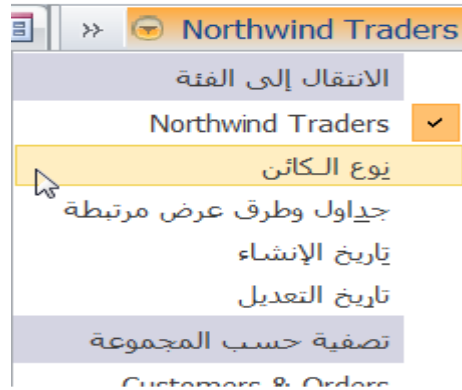 Northwind Traders
الانتقال إلى الفئة
Northwind Traders
نوع الكائن
جداول وطرق عرض مرتبطة
تاريخ الإنشاء
تاريخ التعديل
تصفية حسب المجموعة
Customers & Orders